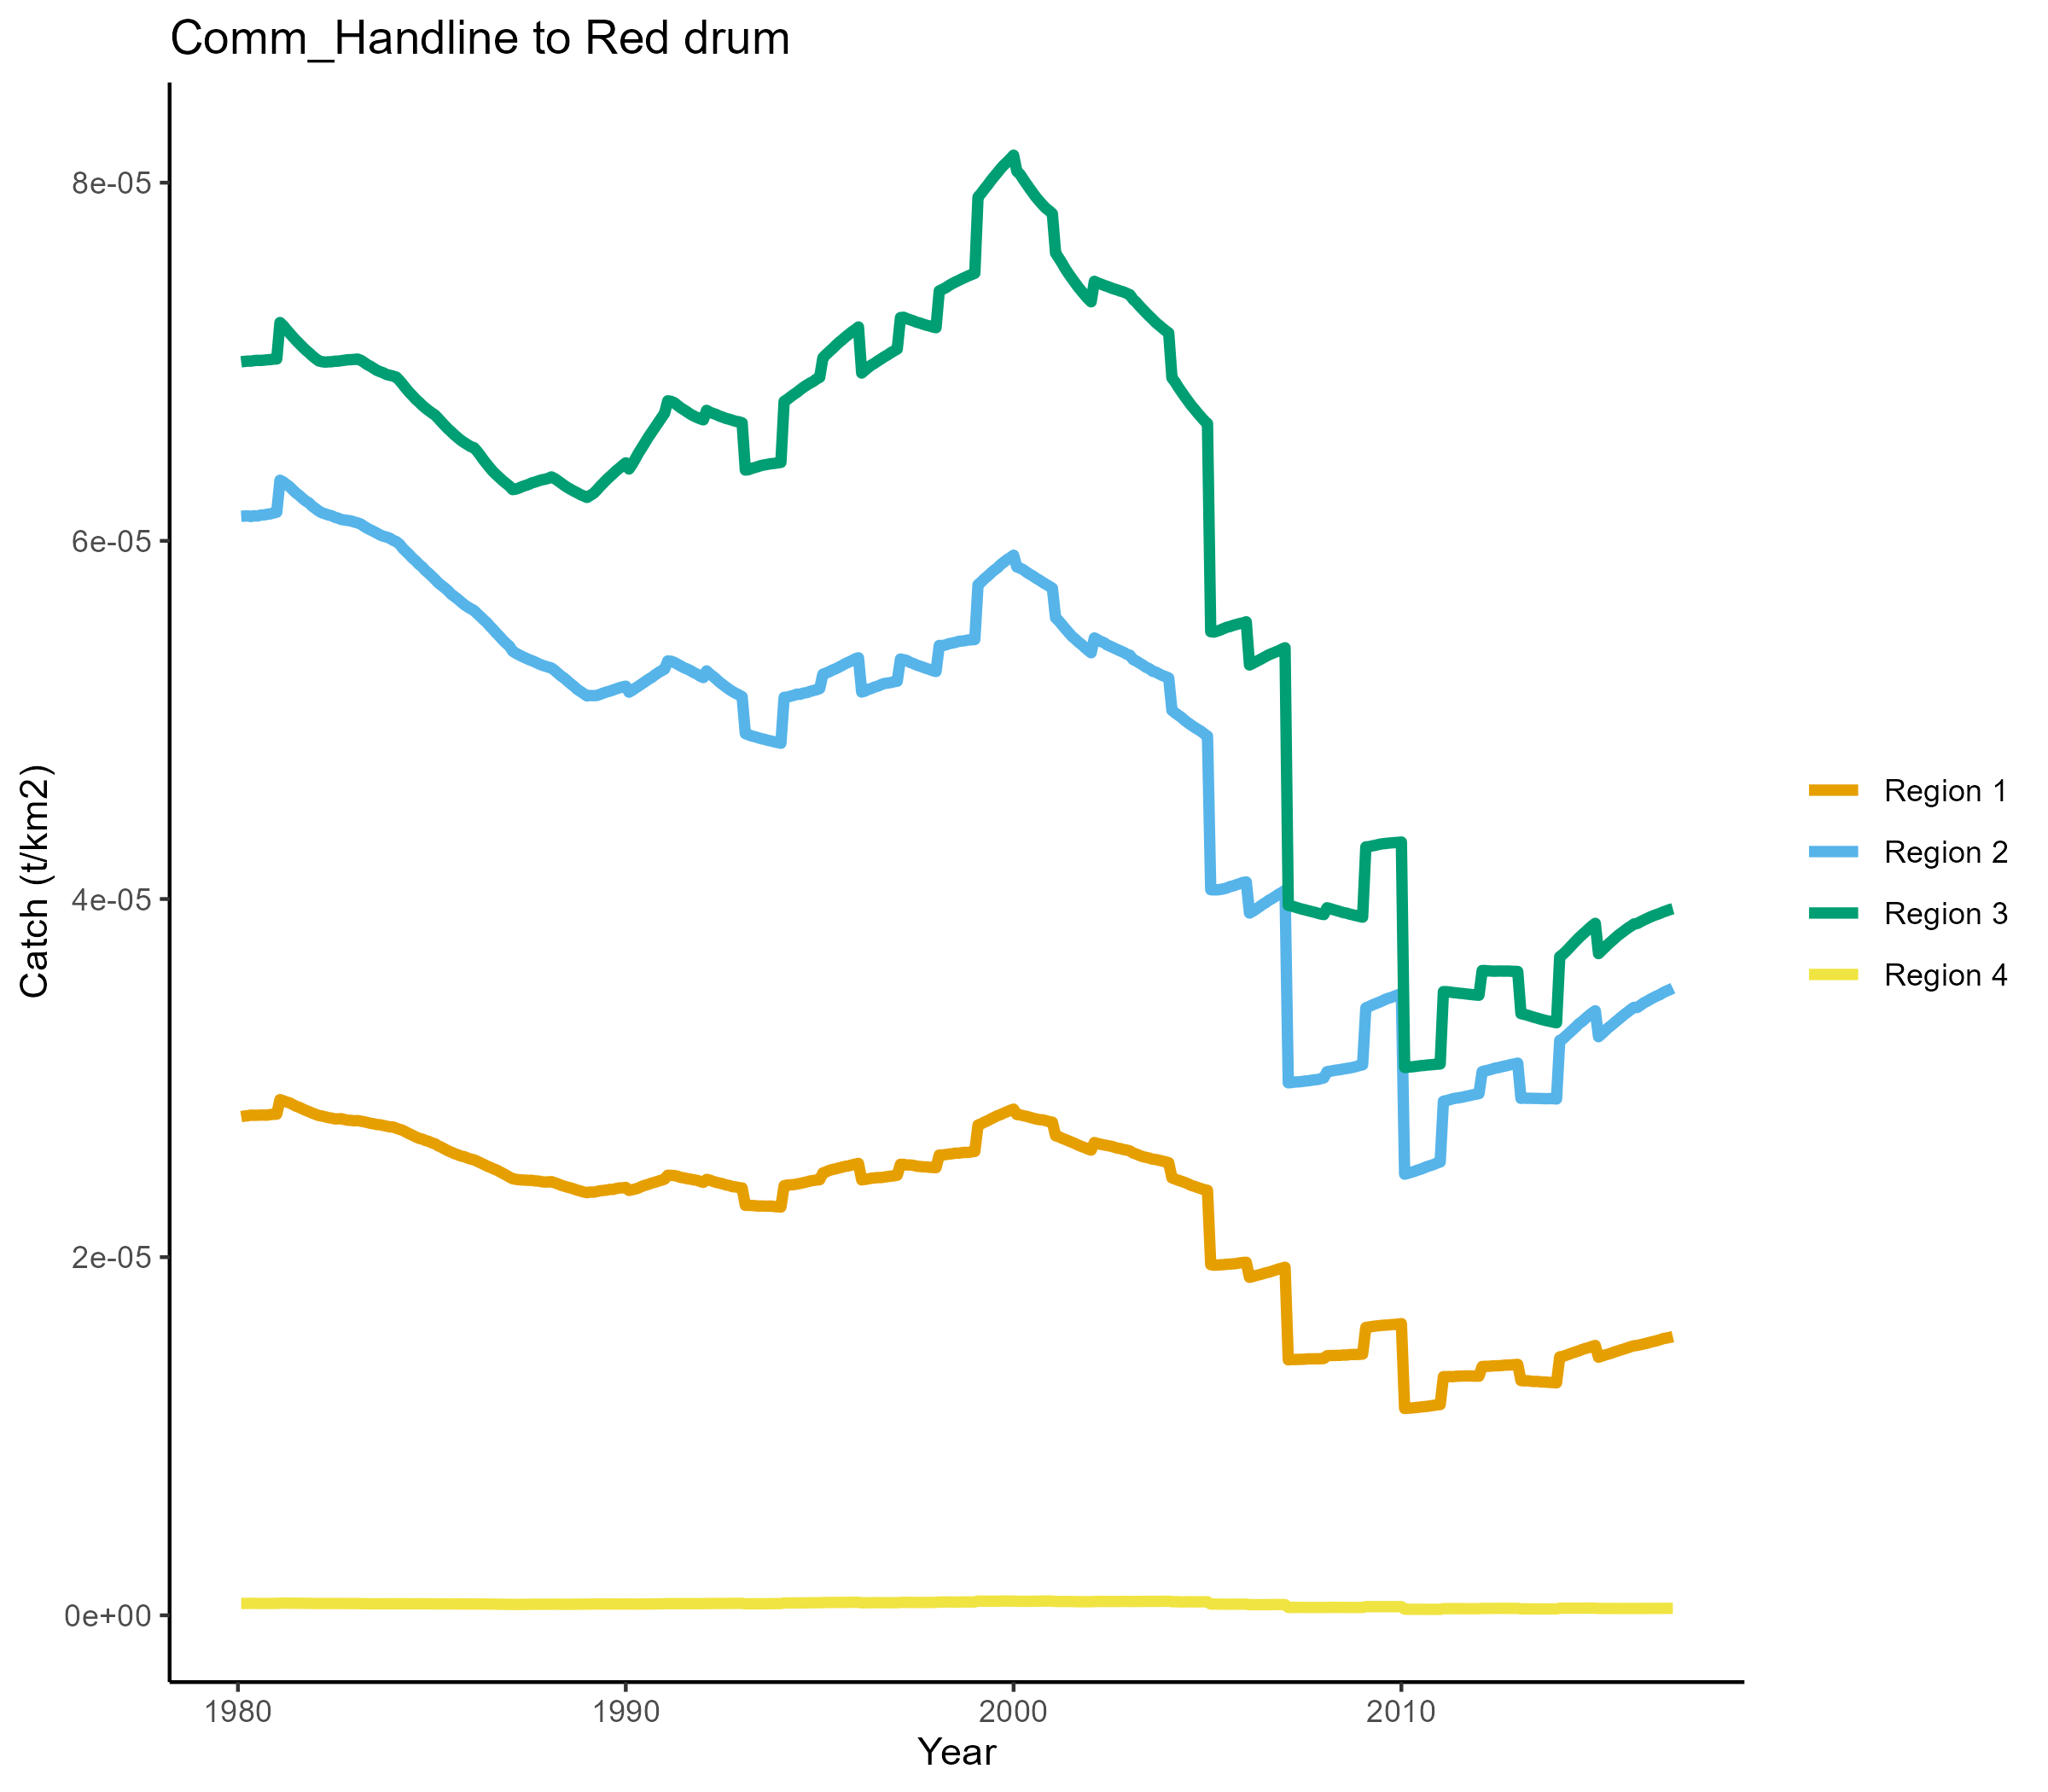 Comm_Handline to Red drum
8e-05
6e-05
4e-05
2e-05
0e+00
Catch (t/km2)
1980
1990
2000
2010
Year
Region 1
Region 2
Region 3
Region 4